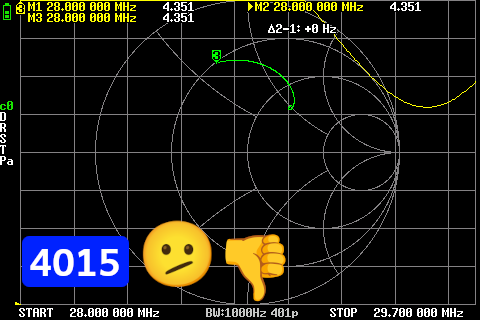 M1 28.000 000 MHz 4.351 ▶M2 28.000 000 MHz 4.351
M3 28.000 000 MHz 4.351
Δ2-1: +0 Hz
3
3
c0
D
R
S
T
Pa
4015
START 28.000 000 MHz BW:1000Hz 401p STOP 29.700 000 MHz